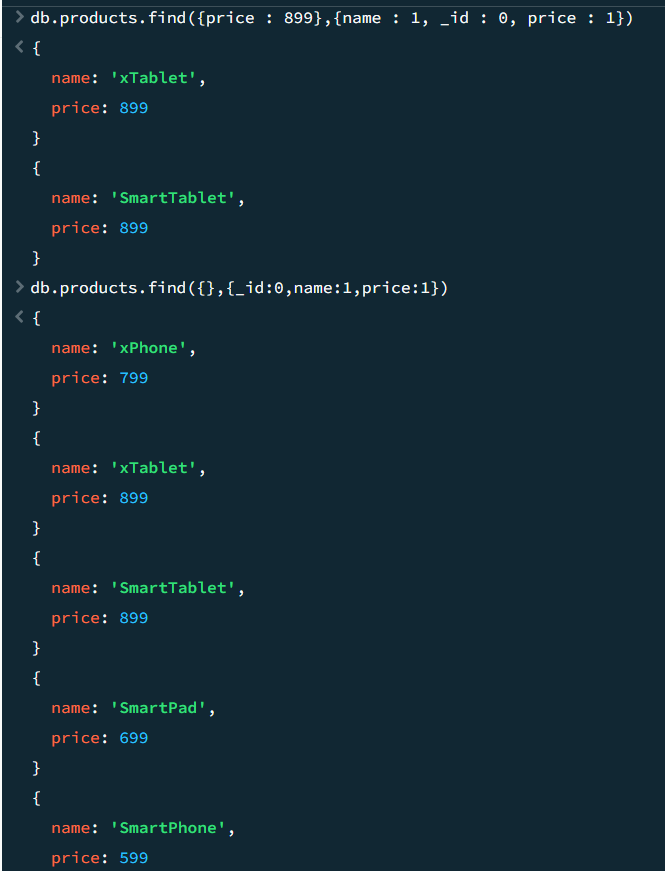 > db.products.find({price : 899},{name : 1, _id : 0, price : 1})
< {
name: 'xTablet',
price: 899
}
{
name: 'SmartTablet',
price: 899
}
> db.products.find({},{_id:0,name:1,price:1})
< {
name: 'xPhone',
price: 799
}
{
name: 'xTablet',
price: 899
}
{
name: 'SmartTablet',
price: 899
}
{
name: 'SmartPad',
price: 699
}
{
name: 'SmartPhone',
price: 599